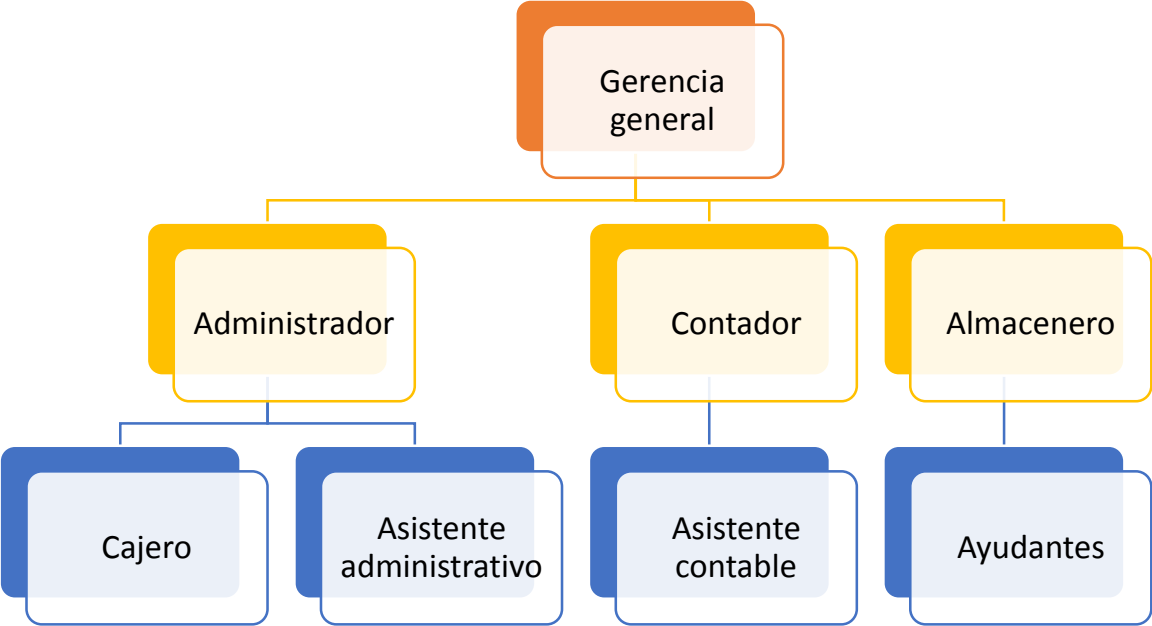 Gerencia
general
Administrador
Contador
Almacenero
Cajero
Asistente
administrativo
Asistente
contable
Ayudantes